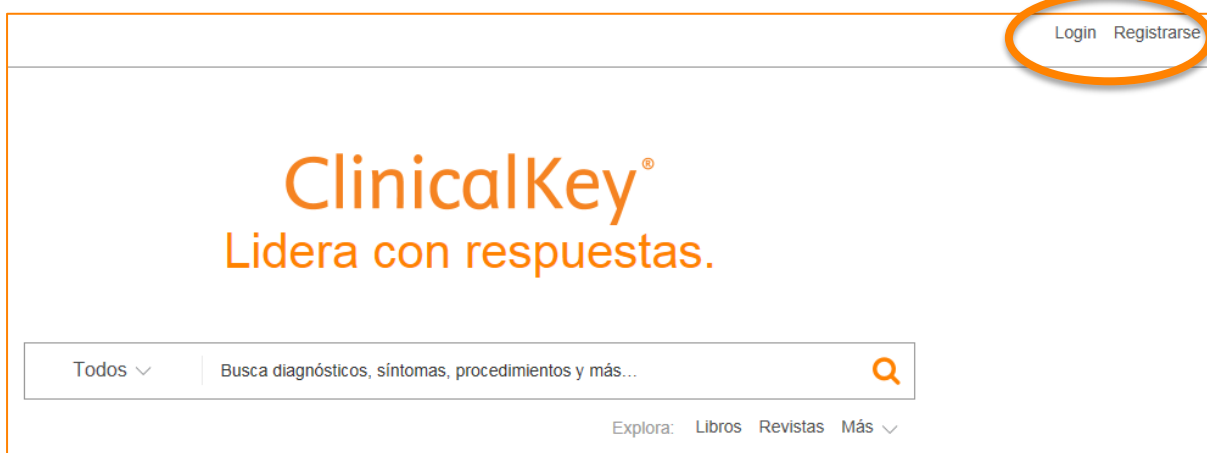 Login Registrarse
ClinicalKey®
Lidera con respuestas.
Todos Busca diagnósticos, síntomas, procedimientos y más...
Explora: Libros Revistas Más